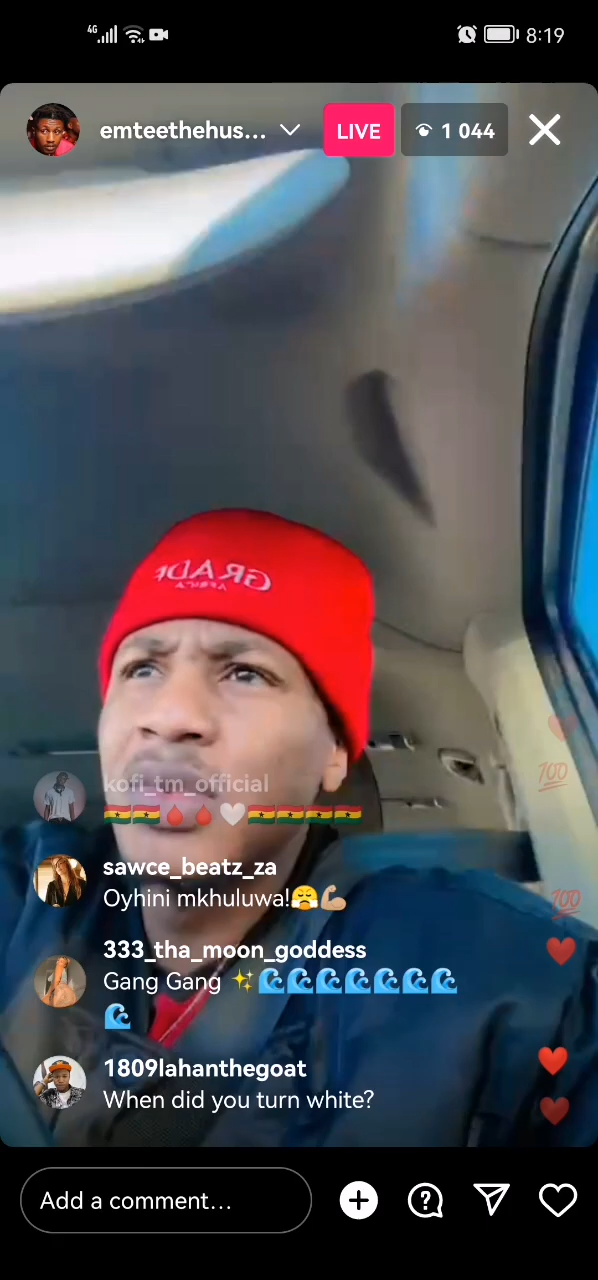 4G 8:19
emteethehus... LIVE 1 044
GRADE
AFRICA
kofi_tm_official
🇬🇭🇬🇭🩸🩸🤍🇬🇭🇬🇭🇬🇭🇬🇭
sawce_beatz_za
Oyhini mkhuluwa!😤💪🏽
333_tha_moon_goddess
Gang Gang ✨🌊🌊🌊🌊🌊🌊🌊
🌊
1809lahanthegoat
When did you turn white?
Add a comment...